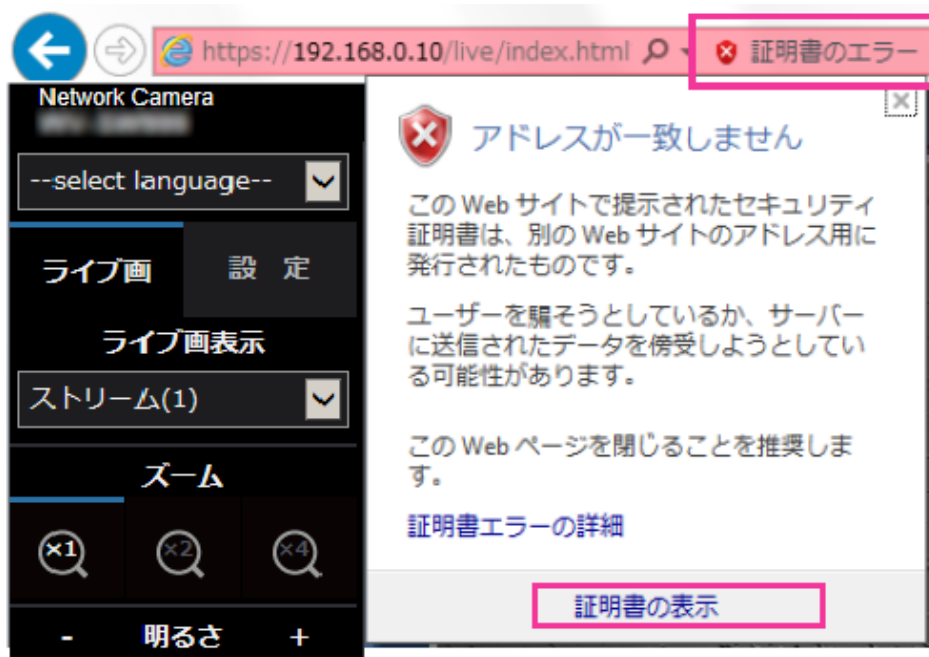 https://192.168.0.10/live/index.html
証明書のエラー
Network Camera
--select language--
ライブ画
設 定
ライブ画表示
ストリーム(1)
ズーム
×1
×2
×4
- 明るさ +
アドレスが一致しません
この Web サイトで提示されたセキュリティ
証明書は、別の Web サイトのアドレス用に
発行されたものです。
ユーザーを騙そうとしているか、サーバー
に送信されたデータを傍受しようとしてい
る可能性があります。
この Web ページを閉じることを推奨しま
す。
証明書エラーの詳細
証明書の表示